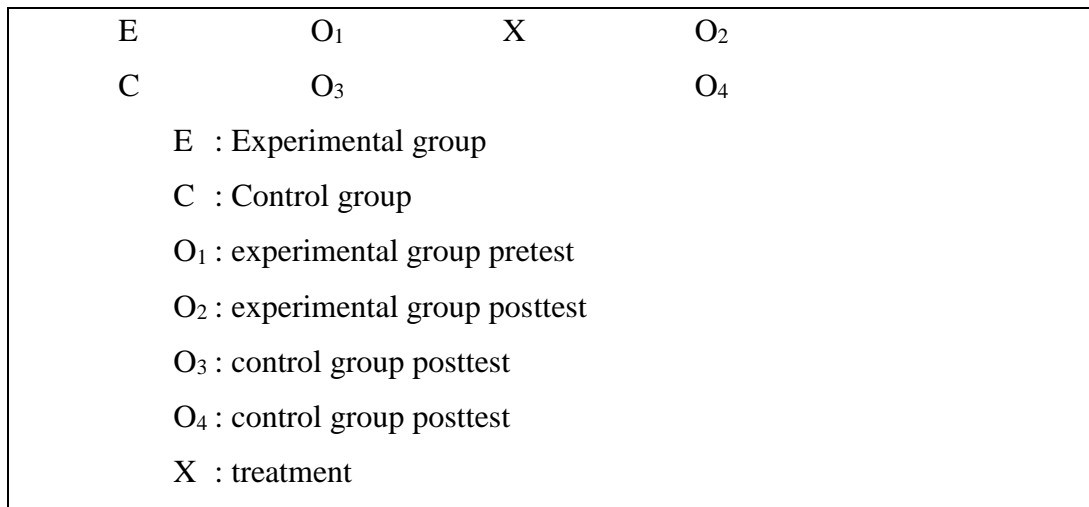 E O₁ X O₂
C O₃ O₄
E : Experimental group
C : Control group
O₁ : experimental group pretest
O₂ : experimental group posttest
O₃ : control group posttest
O₄ : control group posttest
X : treatment